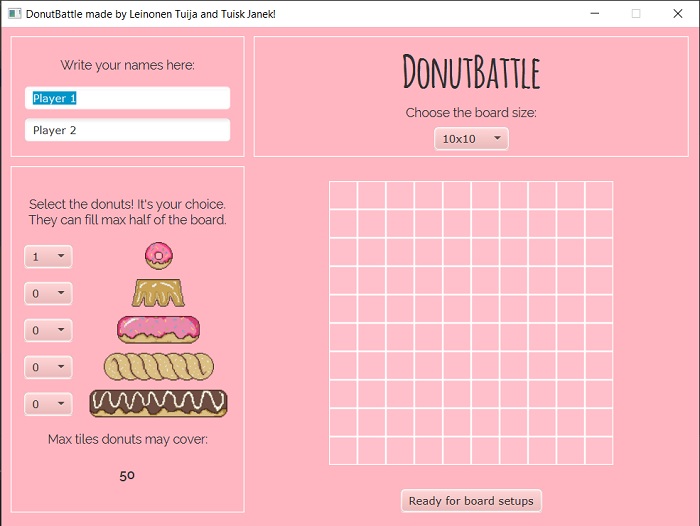 DonutBattle made by Leinonen Tuija and Tuisk Janek!
Write your names here:
Player 1
Player 2
DonutBattle
Choose the board size:
10x10
Select the donuts! It's your choice.
They can fill max half of the board.
1
0
0
0
0
Max tiles donuts may cover:
50
Ready for board setups